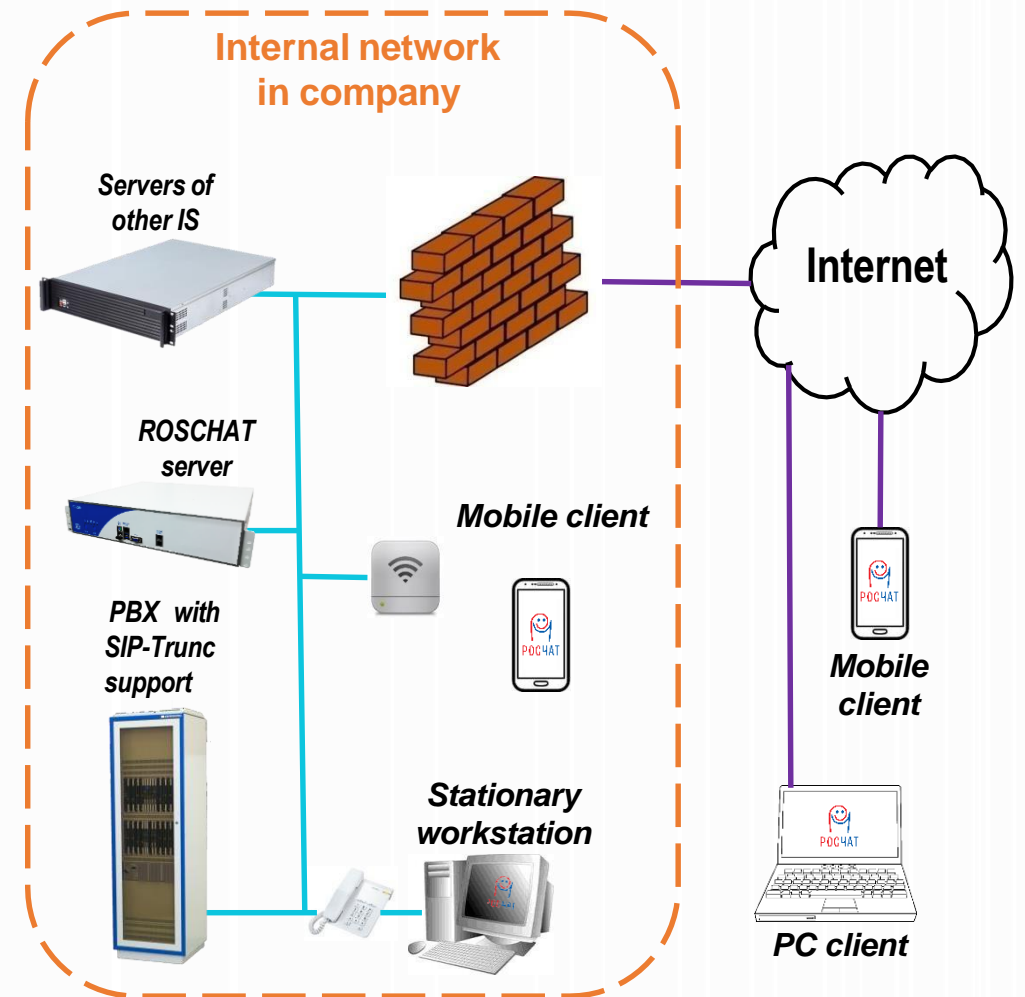 Internal network
in company
Servers of
other IS
Internet
ROSCHAT
server
Mobile client
PBX with
SIP-Trunc
support
РОСЧАТ
РОСЧАТ
Mobile
client
Stationary
workstation
РОСЧАТ
PC client